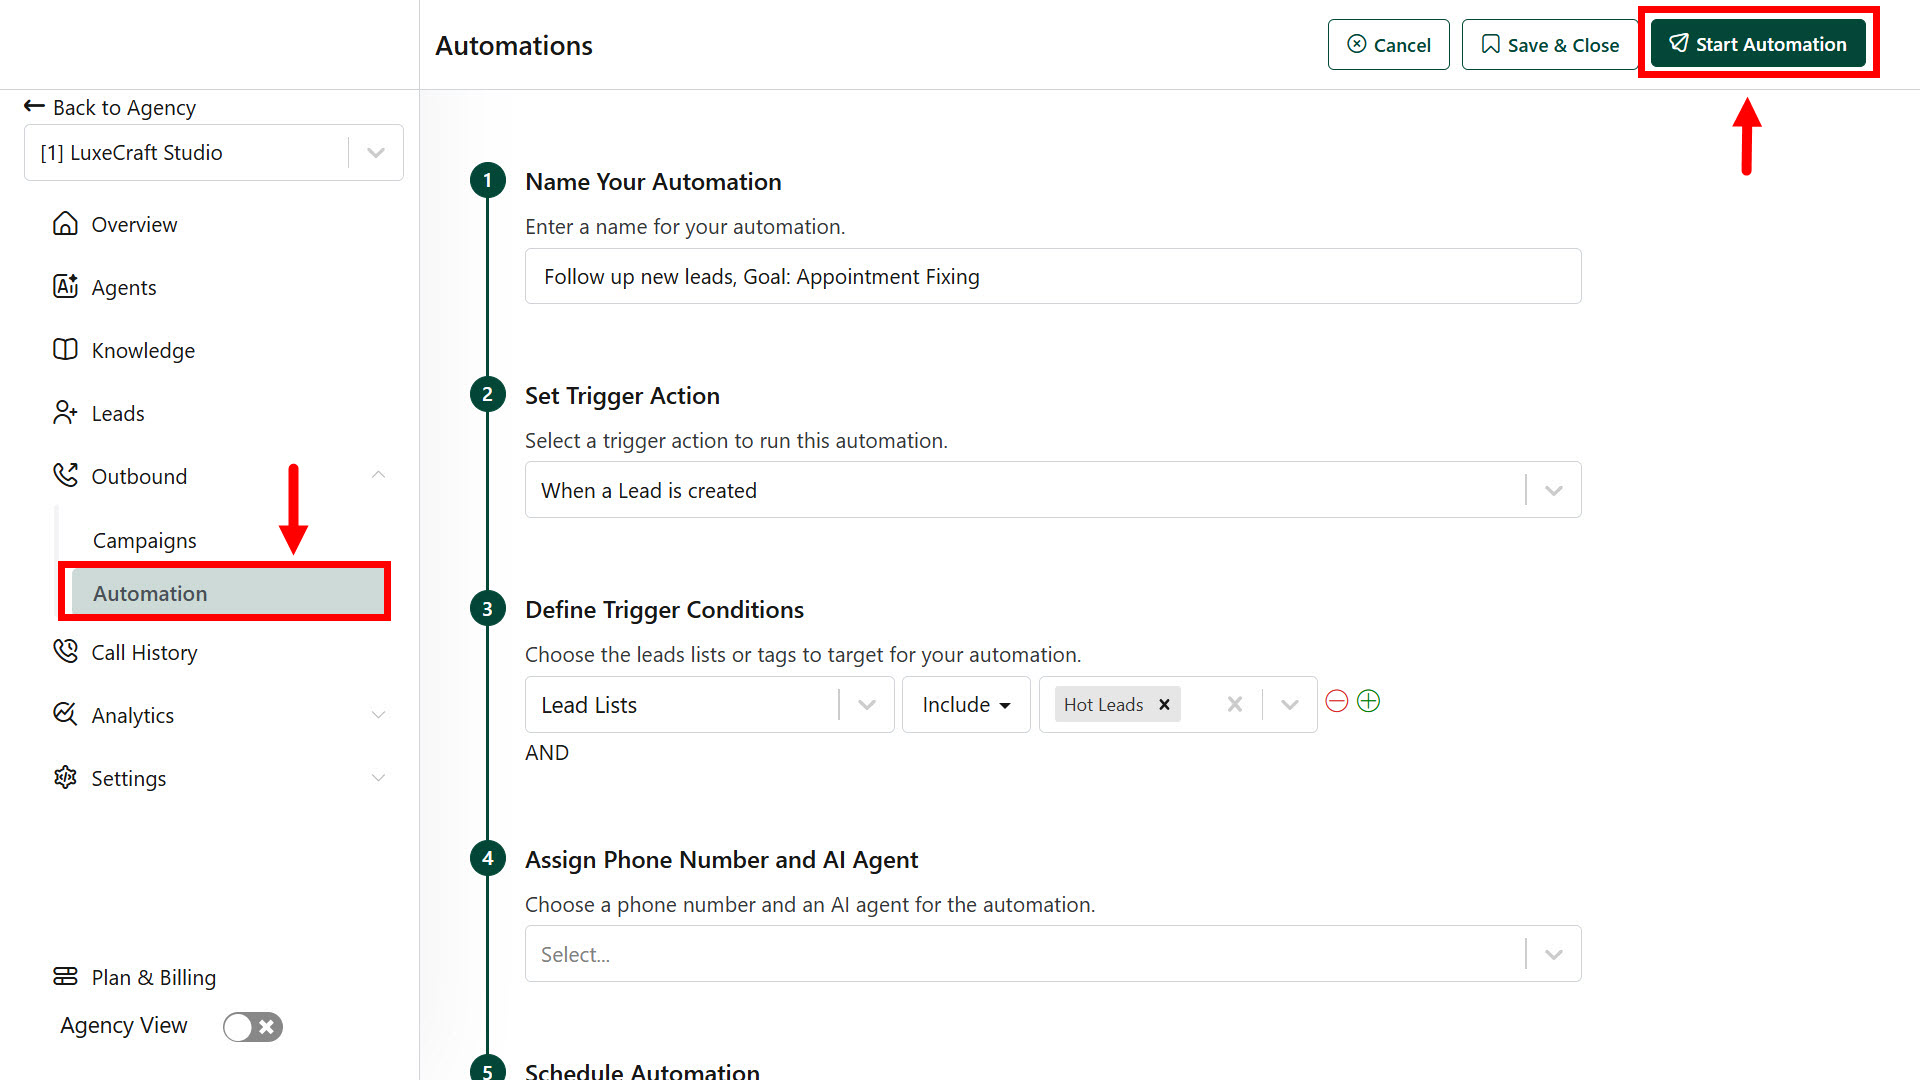 Automations
Cancel
Save & Close
Start Automation
Back to Agency
[1] LuxeCraft Studio
Overview
Agents
Knowledge
Leads
Outbound
Campaigns
Automation
Call History
Analytics
Settings
Plan & Billing
Agency View
1
Name Your Automation
Enter a name for your automation.
Follow up new leads, Goal: Appointment Fixing
2
Set Trigger Action
Select a trigger action to run this automation.
When a Lead is created
3
Define Trigger Conditions
Choose the leads lists or tags to target for your automation.
Lead Lists
Include
Hot Leads
AND
4
Assign Phone Number and AI Agent
Choose a phone number and an AI agent for the automation.
Select...
5
Schedule Automation